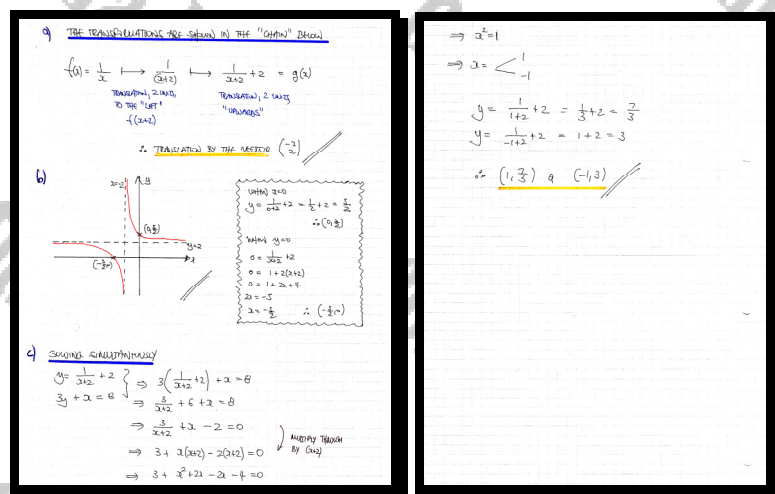 a) THE TRANSFORMATIONS ARE SHOWN IN THE "CHAIN" BELOW
f(x) = 1/x ⟼ 1/(x+2) ⟼ 1/(x+2) + 2 = g(x)
TRANSLATION, 2 UNITS, TO THE "LEFT" f(x+2)
TRANSLATION, 2 UNITS, "UPWARDS"
∴ TRANSLATION BY THE VECTOR (-2 2)
b)
x=-2
y
(0,5/2)
y=2
x
(-5/2,0)
WHEN x=0
y = 1/(0+2) + 2 = 1/2 + 2 = 5/2
∴ (0,5/2)
WHEN y=0
0 = 1/(x+2) + 2
0 = 1 + 2(x+2)
0 = 1 + 2x + 4
2x = -5
x = -5/2 ∴ (-5/2,0)
c) SOLVING SIMULTANEOUSLY
y = 1/(x+2) + 2
3y + x = 8
⇒ 3(1/(x+2) + 2) + x = 8
⇒ 3/(x+2) + 6 + x = 8
⇒ 3/(x+2) + x - 2 = 0
MULTIPLY THROUGH BY (x+2)
⇒ 3 + x(x+2) - 2(x+2) = 0
⇒ 3 + x² + 2x - 2x - 4 = 0
⇒ x² = 1
⇒ x = < 1 -1
y = 1/(1+2) + 2 = 1/3 + 2 = 7/3
y = 1/(-1+2) + 2 = 1 + 2 = 3
∴ (1, 7/3) & (-1,3)